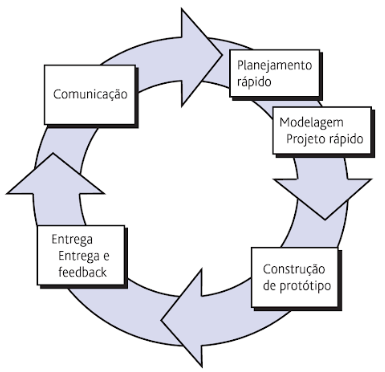 Comunicação
Planejamento
rápido
Modelagem
Projeto rápido
Construção
de protótipo
Entrega
Entrega e
feedback